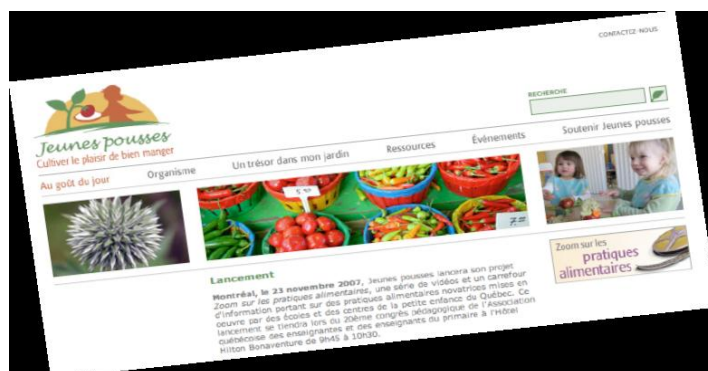 CONTACTEZ-NOUS
RECHERCHE
Jeunes pousses
Cultiver le plaisir de bien manger
Au goût du jour Organisme Un trésor dans mon jardin Ressources Événements Soutenir Jeunes pousses
Zoom sur les
pratiques
alimentaires
Lancement
Montréal, le 23 novembre 2007, Jeunes pousses lancera son projet
Zoom sur les pratiques alimentaires, une série de vidéos et un carrefour
d'information portant sur des pratiques alimentaires novatrices mises en
oeuvre par des écoles et des centres de la petite enfance du Québec. Ce
lancement se tiendra lors du 20ème congrès pédagogique de l'Association
québécoise des enseignantes et des enseignants du primaire à l'Hôtel
Hilton Bonaventure de 9h45 à 10h30.